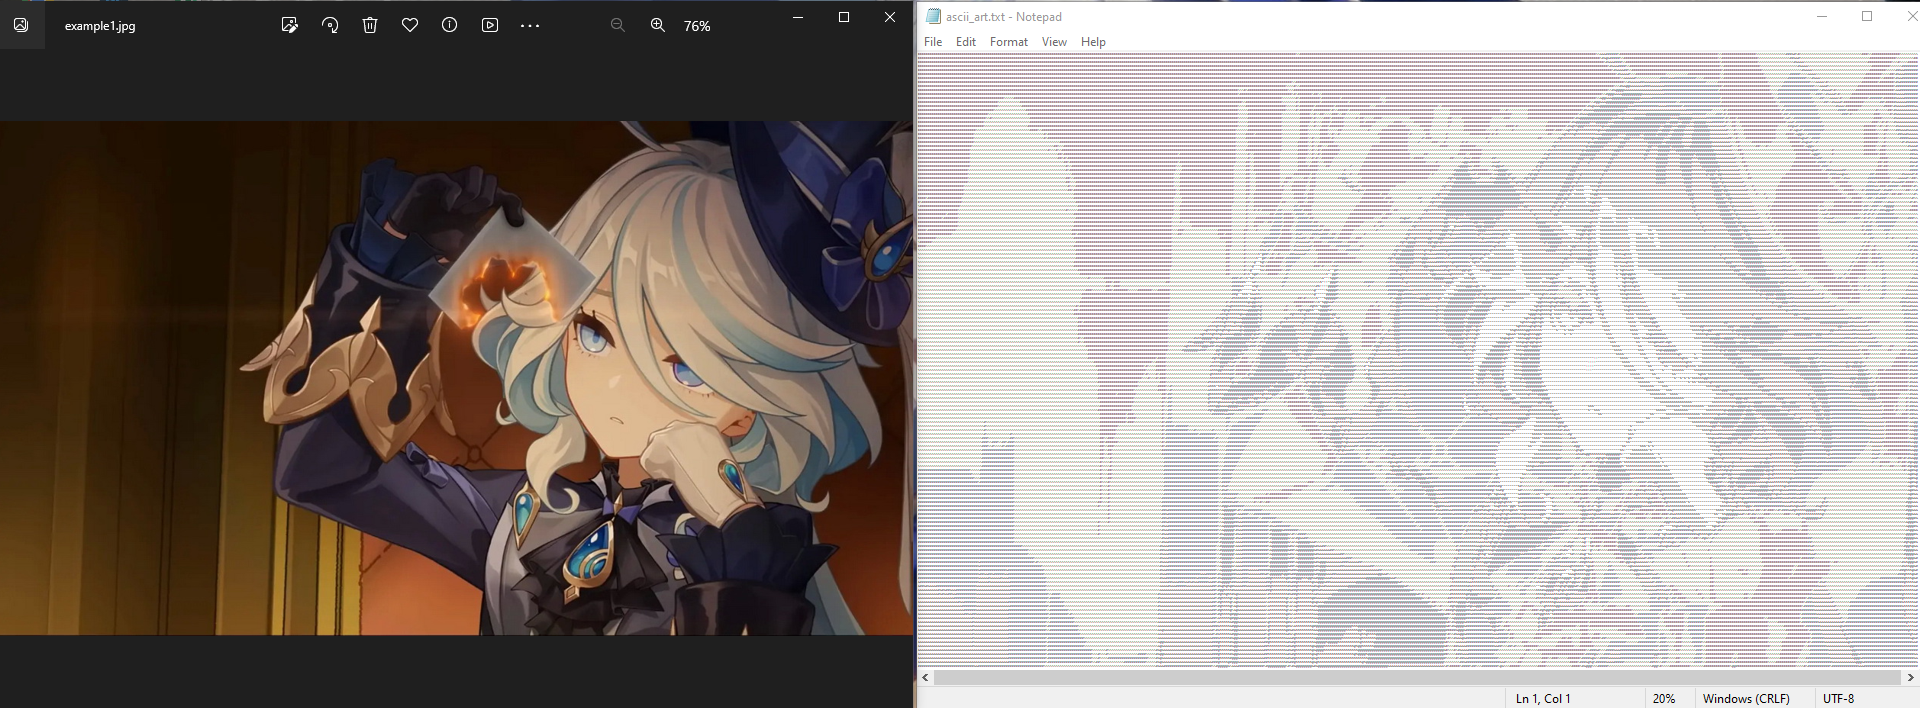 example1.jpg
76%
ascii_art.txt - Notepad
File Edit Format View Help
Ln 1, Col 1 20% Windows (CRLF) UTF-8